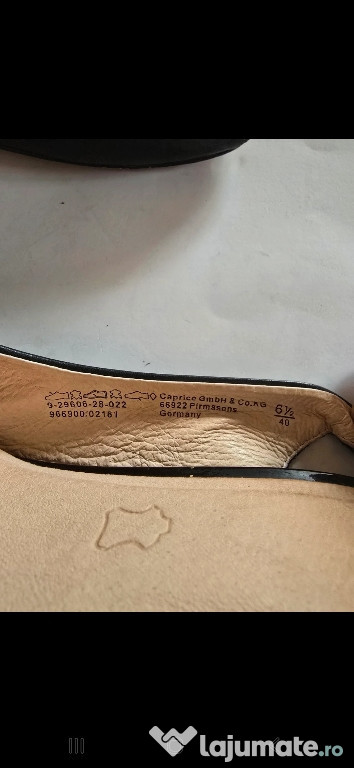 9-29606-28-022
966900:02181
Caprice GmbH & Co.KG
66922 Pirmasens
Germany
6½
40
lajumate.ro